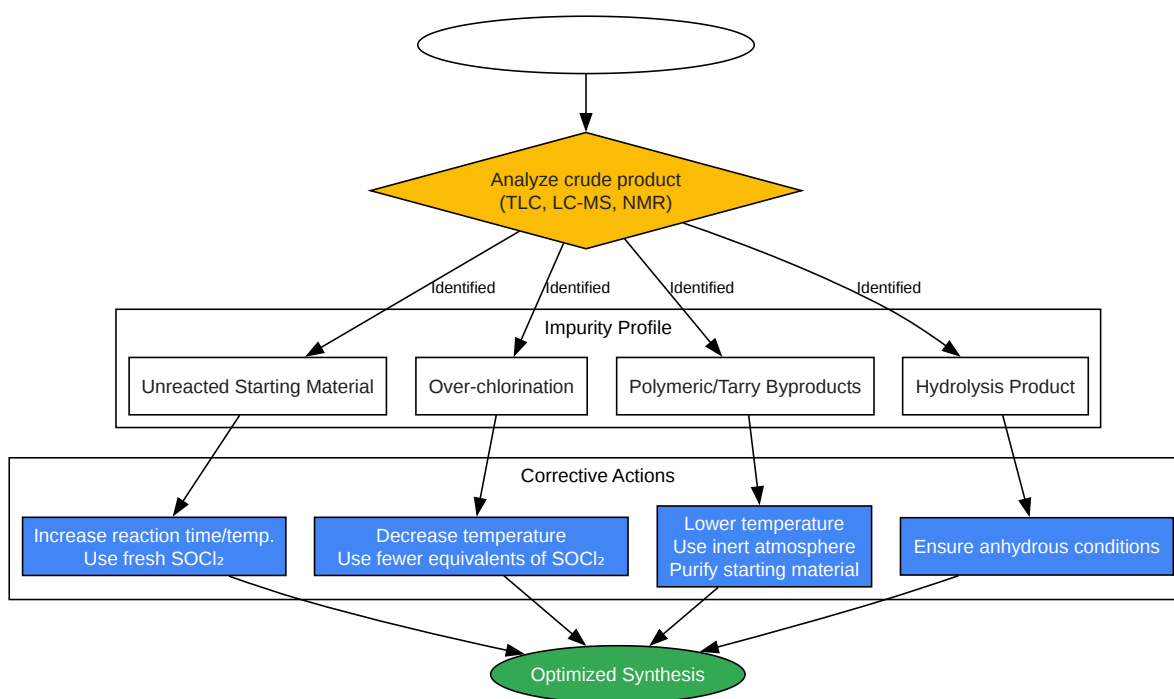 Analyze crude product
(TLC, LC-MS, NMR)
Identified
Identified
Identified
Identified
Impurity Profile
Unreacted Starting Material
Over-chlorination
Polymeric/Tarry Byproducts
Hydrolysis Product
Corrective Actions
Increase reaction time/temp.
Use fresh SOCl₂
Decrease temperature
Use fewer equivalents of SOCl₂
Lower temperature
Use inert atmosphere
Purify starting material
Ensure anhydrous conditions
Optimized Synthesis